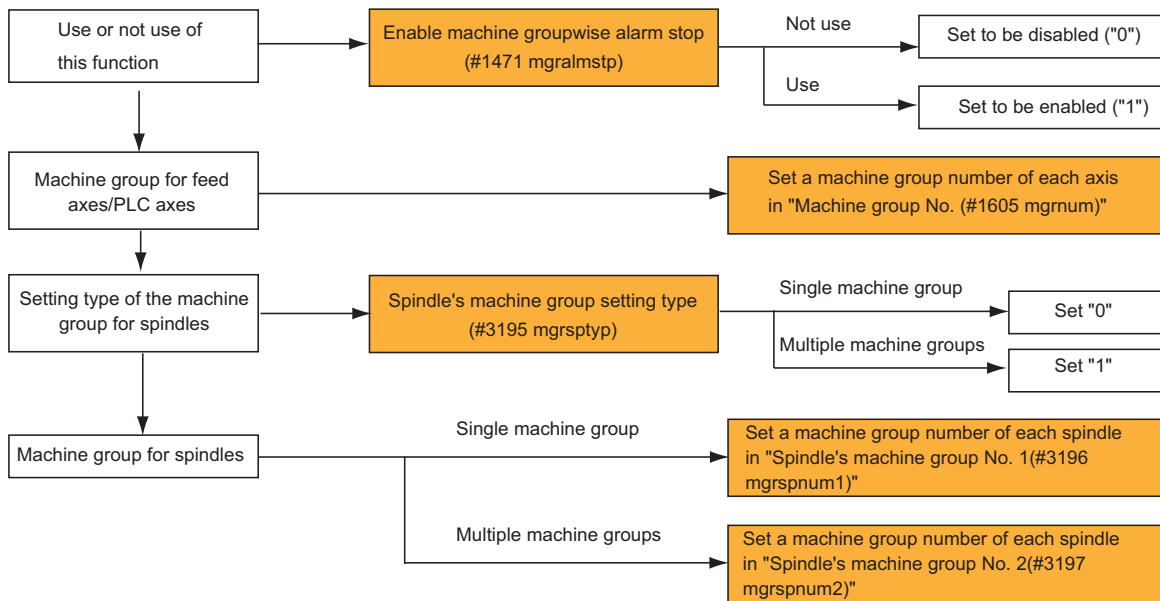 Use or not use of
this function
Enable machine groupwise alarm stop
(#1471 mgralmstp)
Not use
Set to be disabled ("0")
Use
Set to be enabled ("1")
Machine group for feed
axes/PLC axes
Set a machine group number of each axis
in "Machine group No. (#1605 mgrnum)"
Setting type of the machine
group for spindles
Spindle's machine group setting type
(#3195 mgrsptyp)
Single machine group
Set "0"
Multiple machine groups
Set "1"
Machine group for spindles
Single machine group
Set a machine group number of each spindle
in "Spindle's machine group No. 1(#3196
mgrspnum1)"
Multiple machine groups
Set a machine group number of each spindle
in "Spindle's machine group No. 2(#3197
mgrspnum2)"